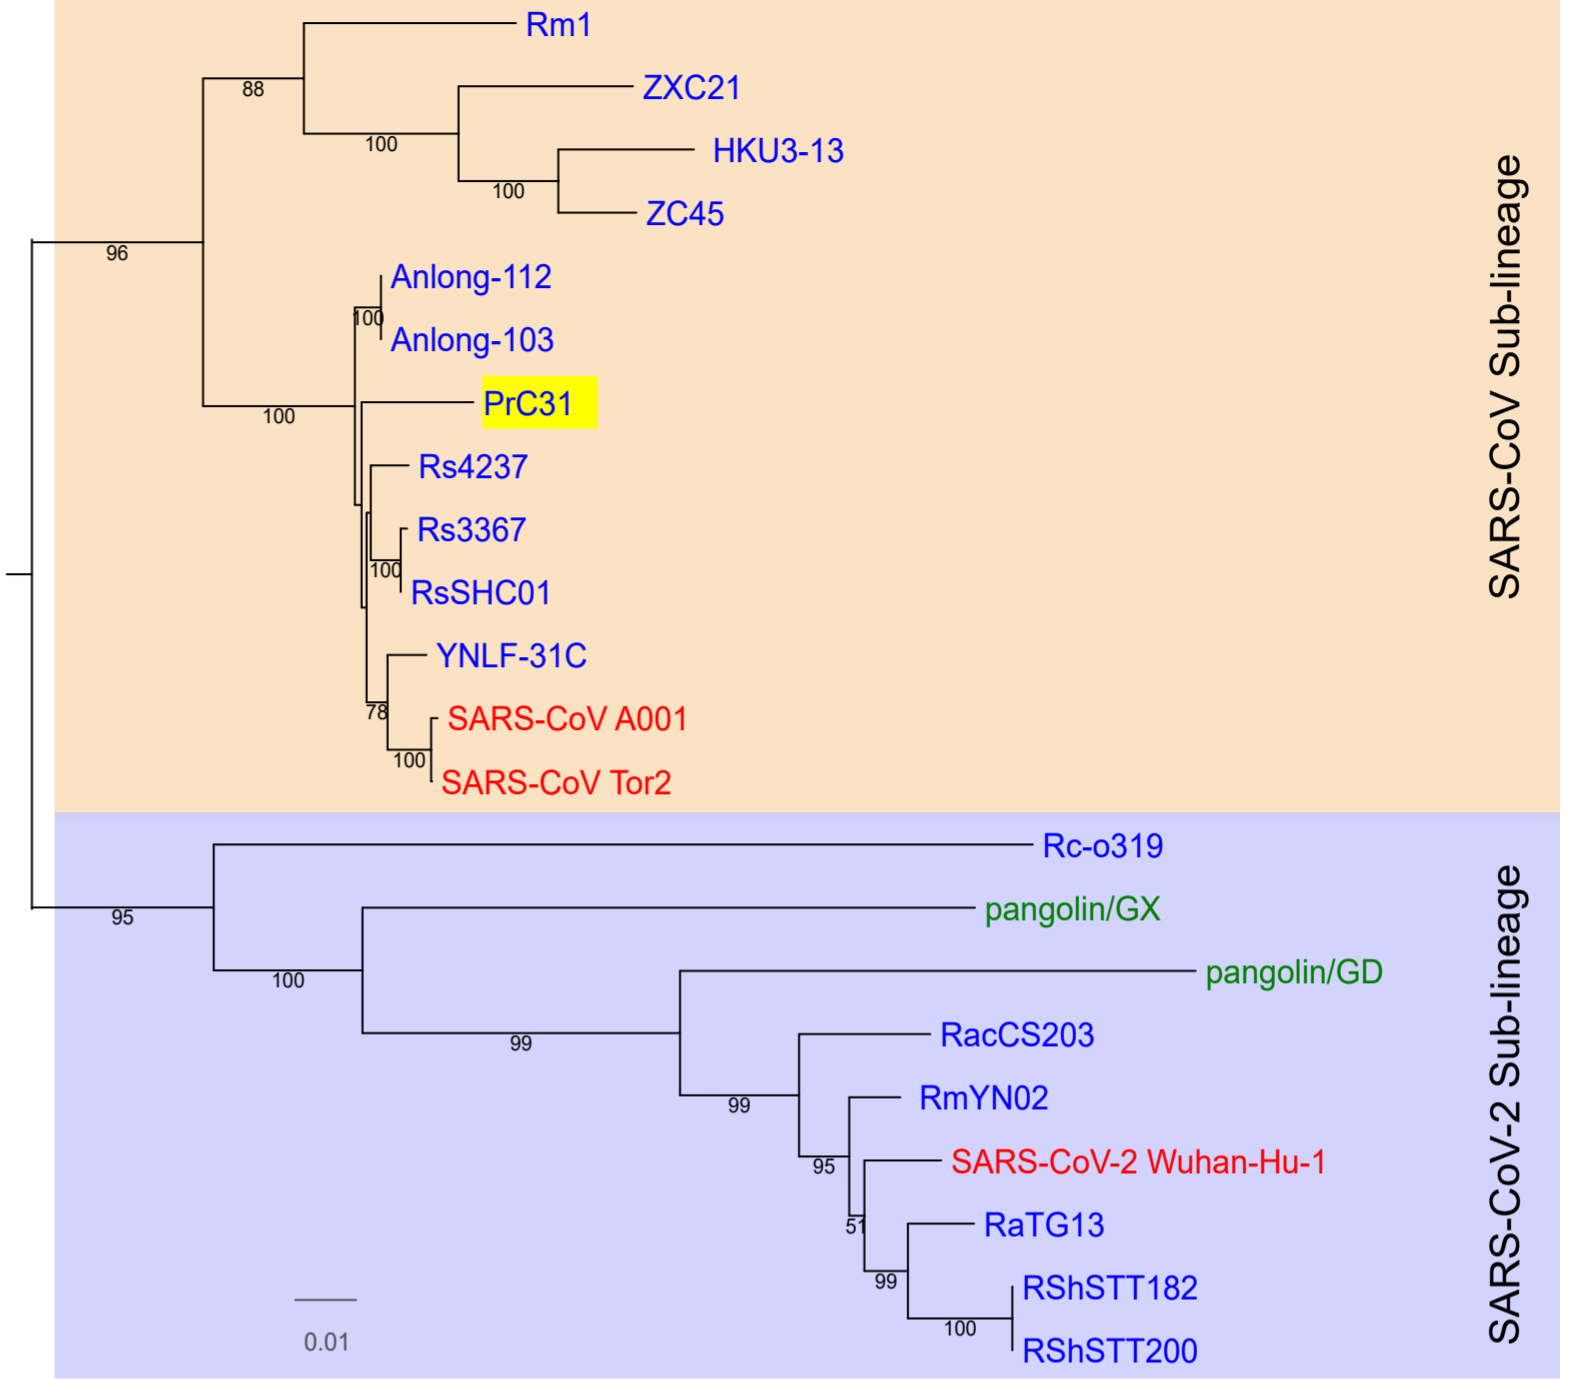 Rm1
88
ZXC21
100
HKU3-13
100
ZC45
96
Anlong-112
100
Anlong-103
PrC31
100
Rs4237
Rs3367
100
RsSHC01
YNLF-31C
78
SARS-CoV A001
100
SARS-CoV Tor2
SARS-CoV Sub-lineage
Rc-o319
95
pangolin/GX
100
pangolin/GD
99
RacCS203
99
RmYN02
95
SARS-CoV-2 Wuhan-Hu-1
51
RaTG13
99
RShSTT182
100
RShSTT200
0.01
SARS-CoV-2 Sub-lineage